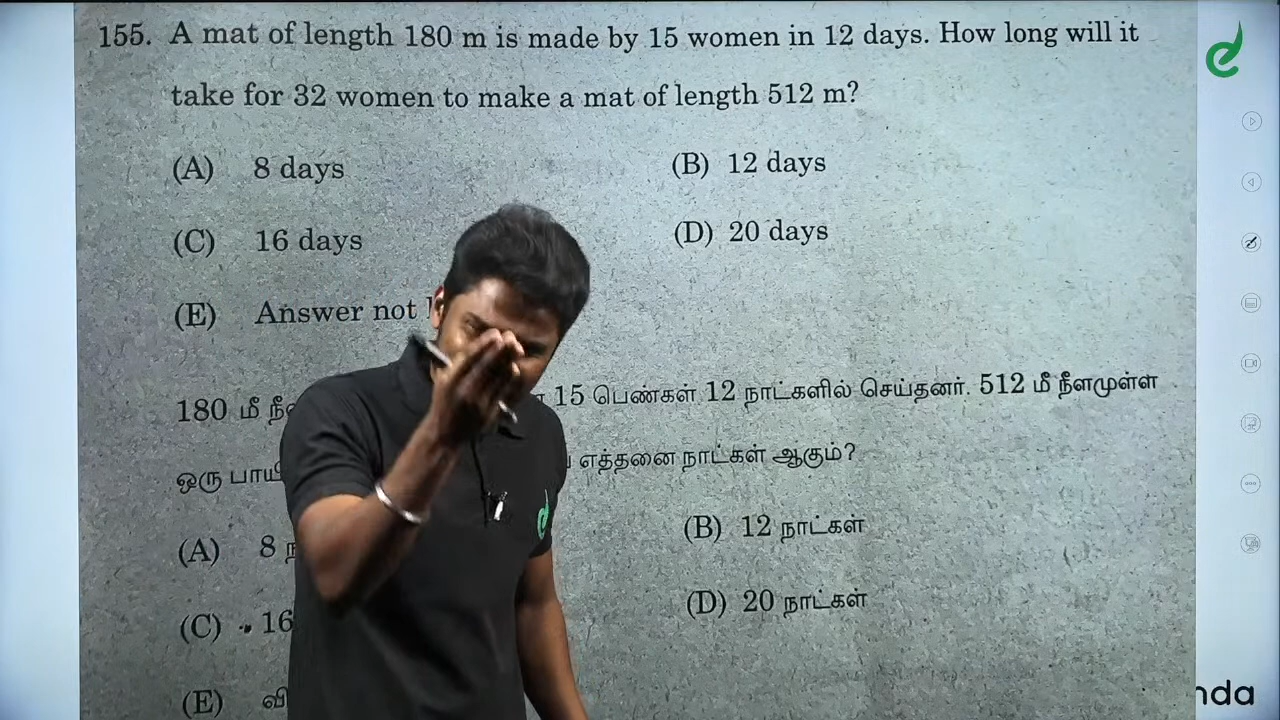 155. A mat of length 180 m is made by 15 women in 12 days. How long will it
take for 32 women to make a mat of length 512 m?
(A) 8 days (B) 12 days
(C) 16 days (D) 20 days
(E) Answer not
180 மீ 15 பெண்கள் 12 நாட்களில் செய்தனர். 512 மீ நீளமுள்ள
ஒரு எத்தனை நாட்கள் ஆகும்?
(A) 8 (B) 12 நாட்கள்
(C) 16 (D) 20 நாட்கள்
(E)